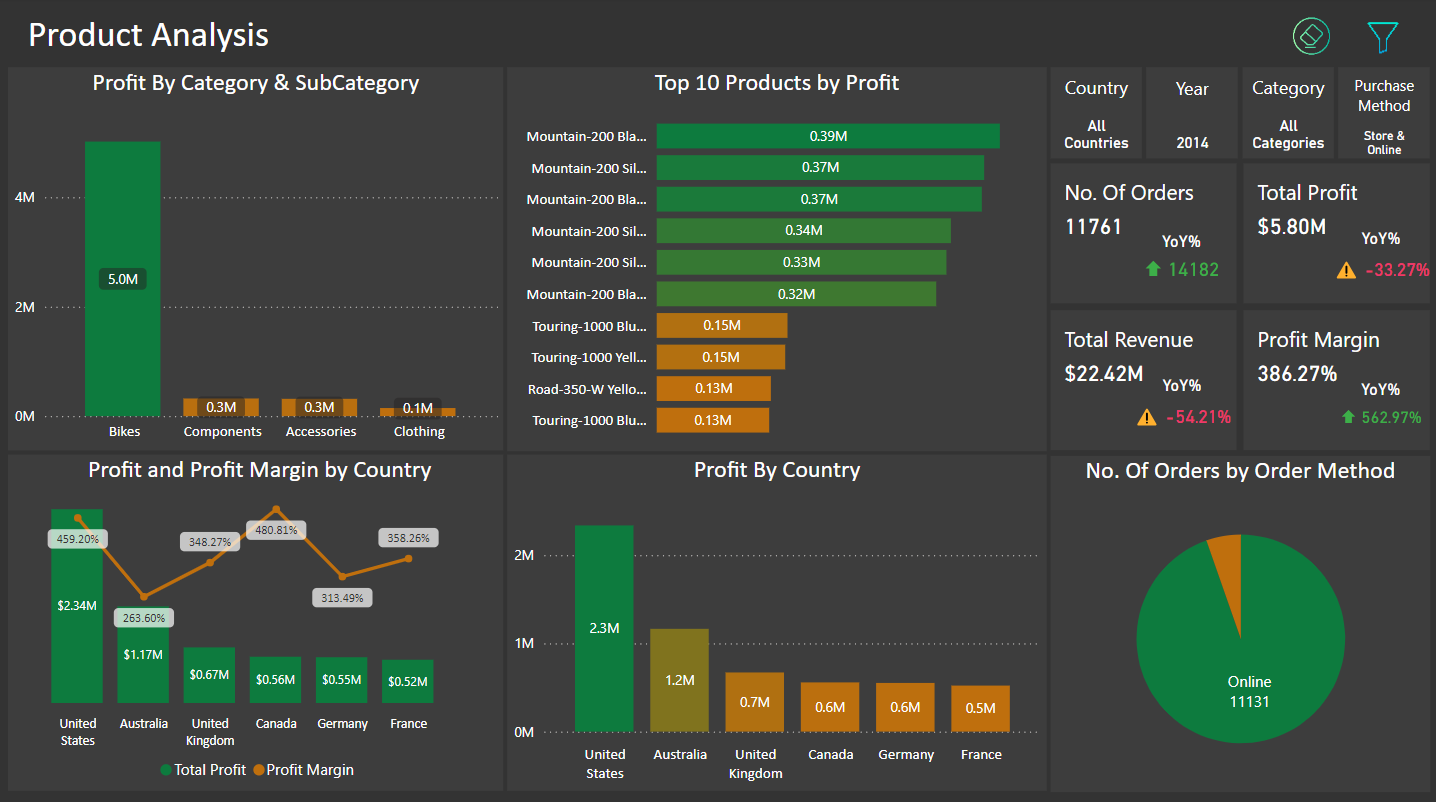 Product Analysis
Profit By Category & SubCategory
4M
2M
0M
5.0M
0.3M
0.3M
0.1M
Bikes
Components
Accessories
Clothing
Top 10 Products by Profit
Mountain-200 Bla... 0.39M
Mountain-200 Sil... 0.37M
Mountain-200 Bla... 0.37M
Mountain-200 Sil... 0.34M
Mountain-200 Sil... 0.33M
Mountain-200 Bla... 0.32M
Touring-1000 Blu... 0.15M
Touring-1000 Yell... 0.15M
Road-350-W Yello... 0.13M
Touring-1000 Blu... 0.13M
Country
All
Countries
Year
2014
Category
All
Categories
Purchase
Method
Store &
Online
No. Of Orders
11761
YoY%
14182
Total Profit
$5.80M
YoY%
-33.27%
Total Revenue
$22.42M
YoY%
-54.21%
Profit Margin
386.27%
YoY%
562.97%
Profit and Profit Margin by Country
459.20%
263.60%
348.27%
480.81%
313.49%
358.26%
$2.34M
$1.17M
$0.67M
$0.56M
$0.55M
$0.52M
United
States
Australia
United
Kingdom
Canada
Germany
France
Total Profit
Profit Margin
Profit By Country
2M
1M
0M
2.3M
1.2M
0.7M
0.6M
0.6M
0.5M
United
States
Australia
United
Kingdom
Canada
Germany
France
No. Of Orders by Order Method
Online
11131